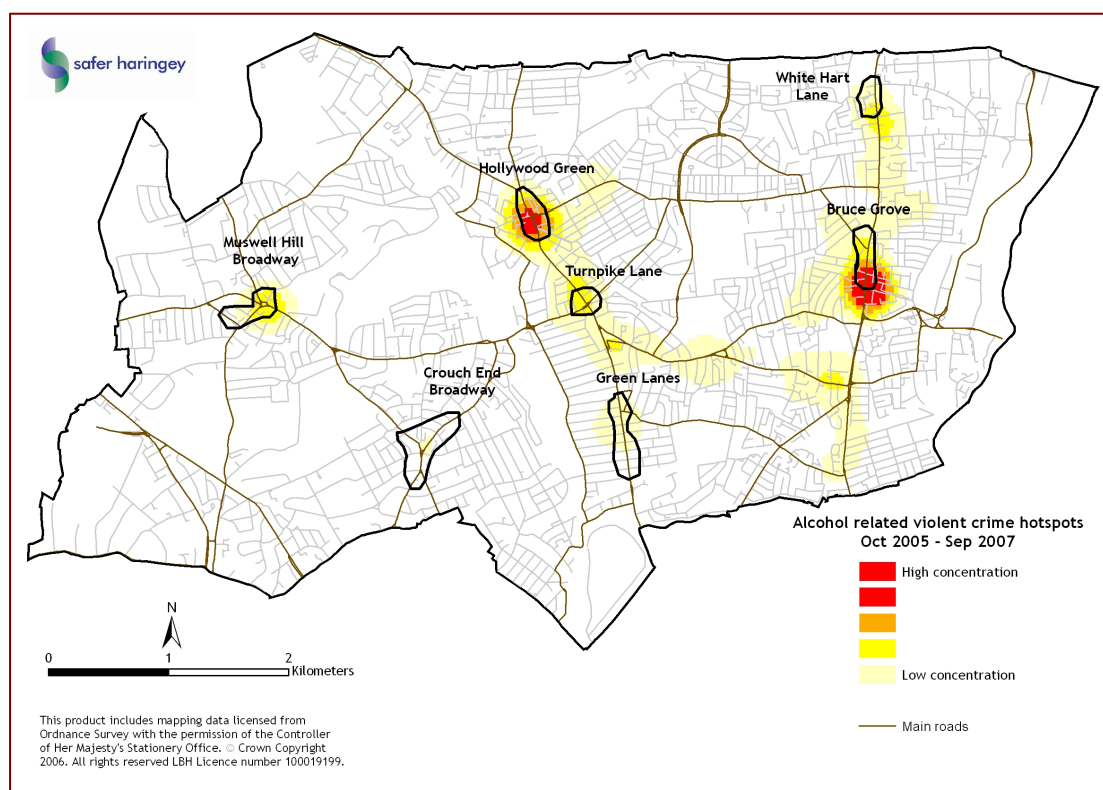 safer haringey
White Hart
Lane
Hollywood Green
Bruce Grove
Muswell Hill
Broadway
Turnpike Lane
Crouch End
Broadway
Green Lanes
Alcohol related violent crime hotspots
Oct 2005 - Sep 2007
High concentration
Low concentration
Main roads
N
0 1 2
Kilometers
This product includes mapping data licensed from
Ordnance Survey with the permission of the Controller
of Her Majesty's Stationery Office. © Crown Copyright
2006. All rights reserved LBH Licence number 100019199.